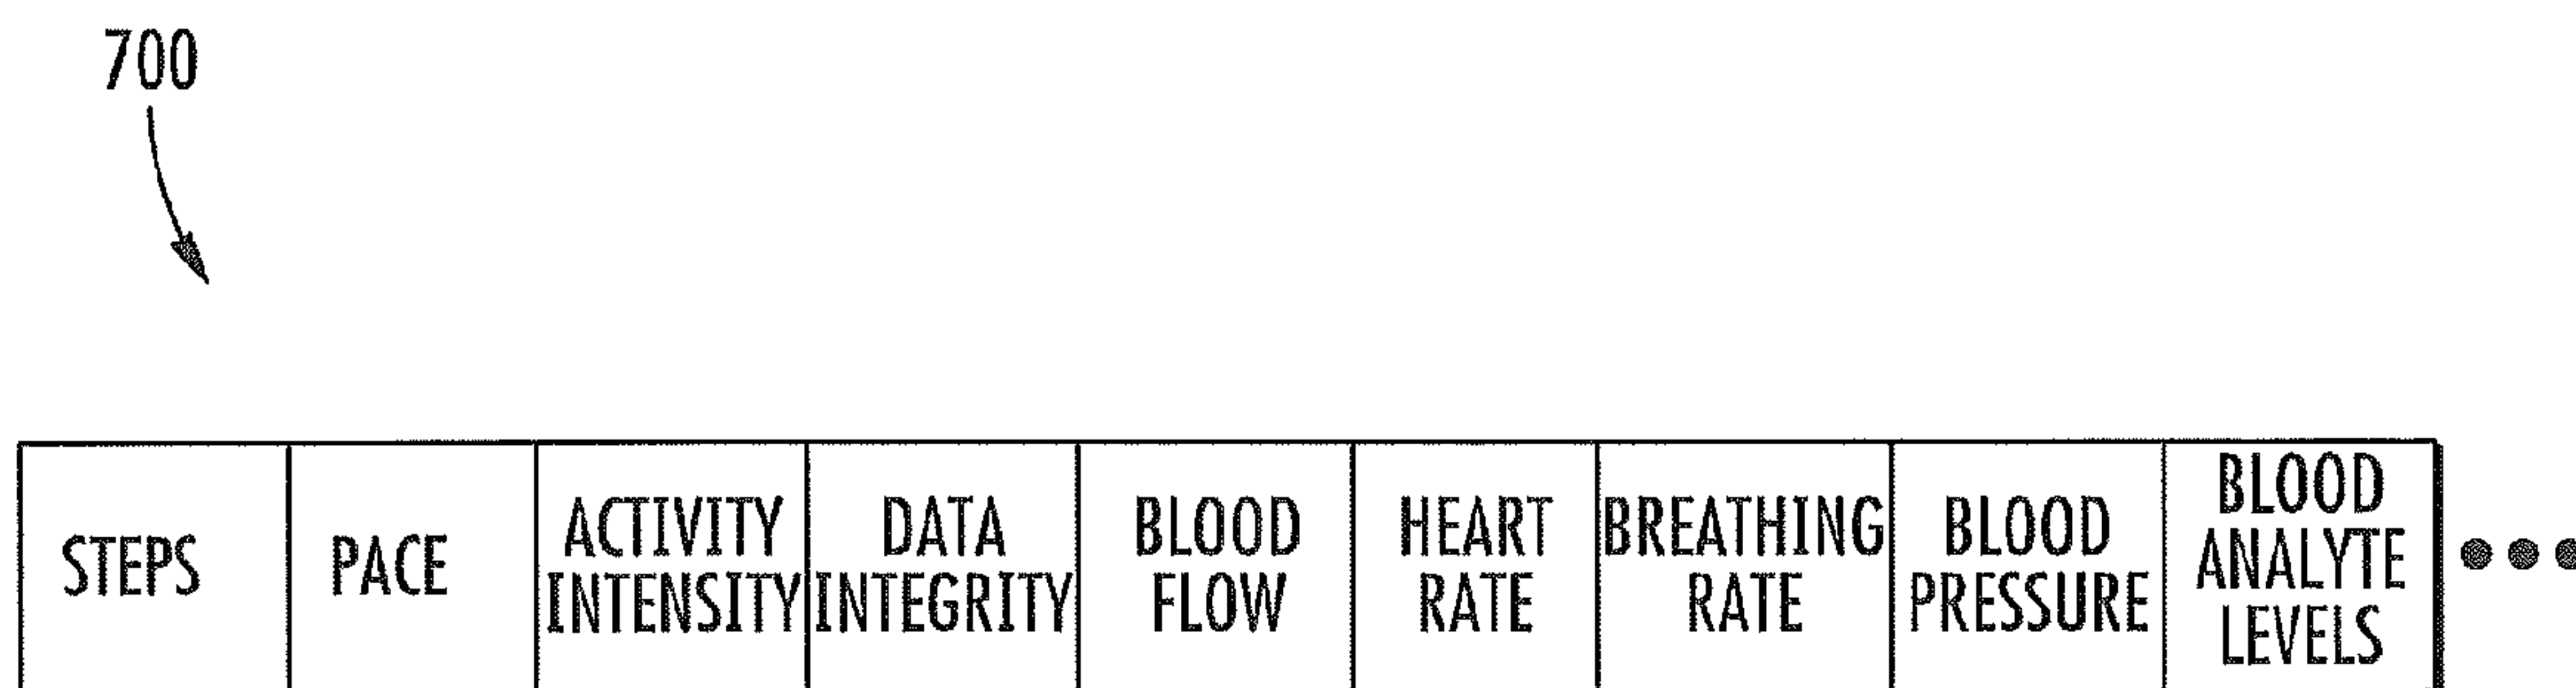 700
STEPS
PACE
ACTIVITY
INTENSITY
DATA
INTEGRITY
BLOOD
FLOW
HEART
RATE
BREATHING
RATE
BLOOD
PRESSURE
BLOOD
ANALYTE
LEVELS